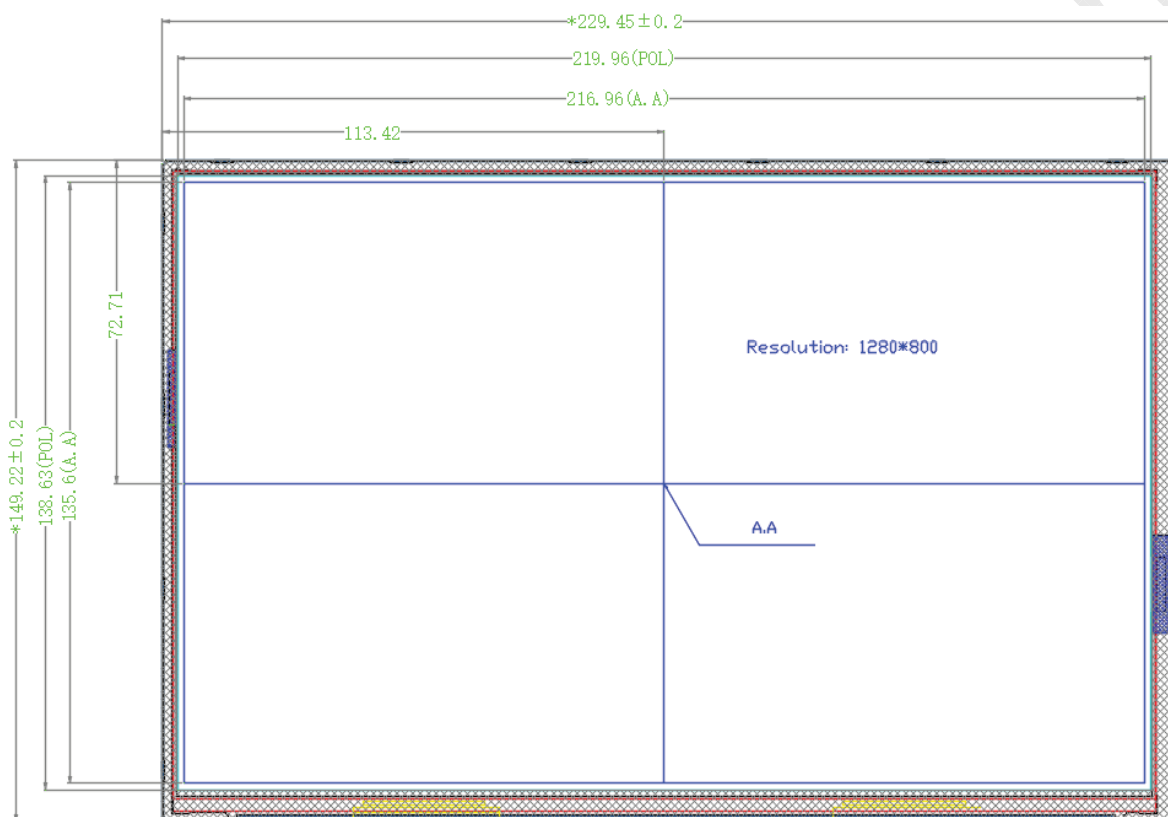 *229.45±0.2
219.96(POL)
216.96(A.A)
113.42
72.71
*149.22±0.2
138.63(POL)
135.6(A.A)
Resolution: 1280*800
A.A